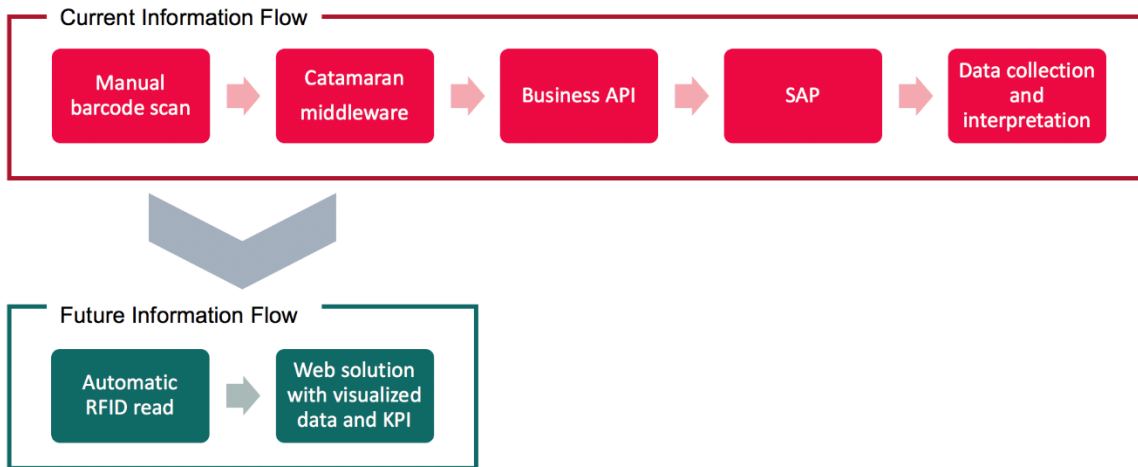 Current Information Flow
Manual
barcode scan
Catamaran
middleware
Business API
SAP
Data collection
and
interpretation
Future Information Flow
Automatic
RFID read
Web solution
with visualized
data and KPI